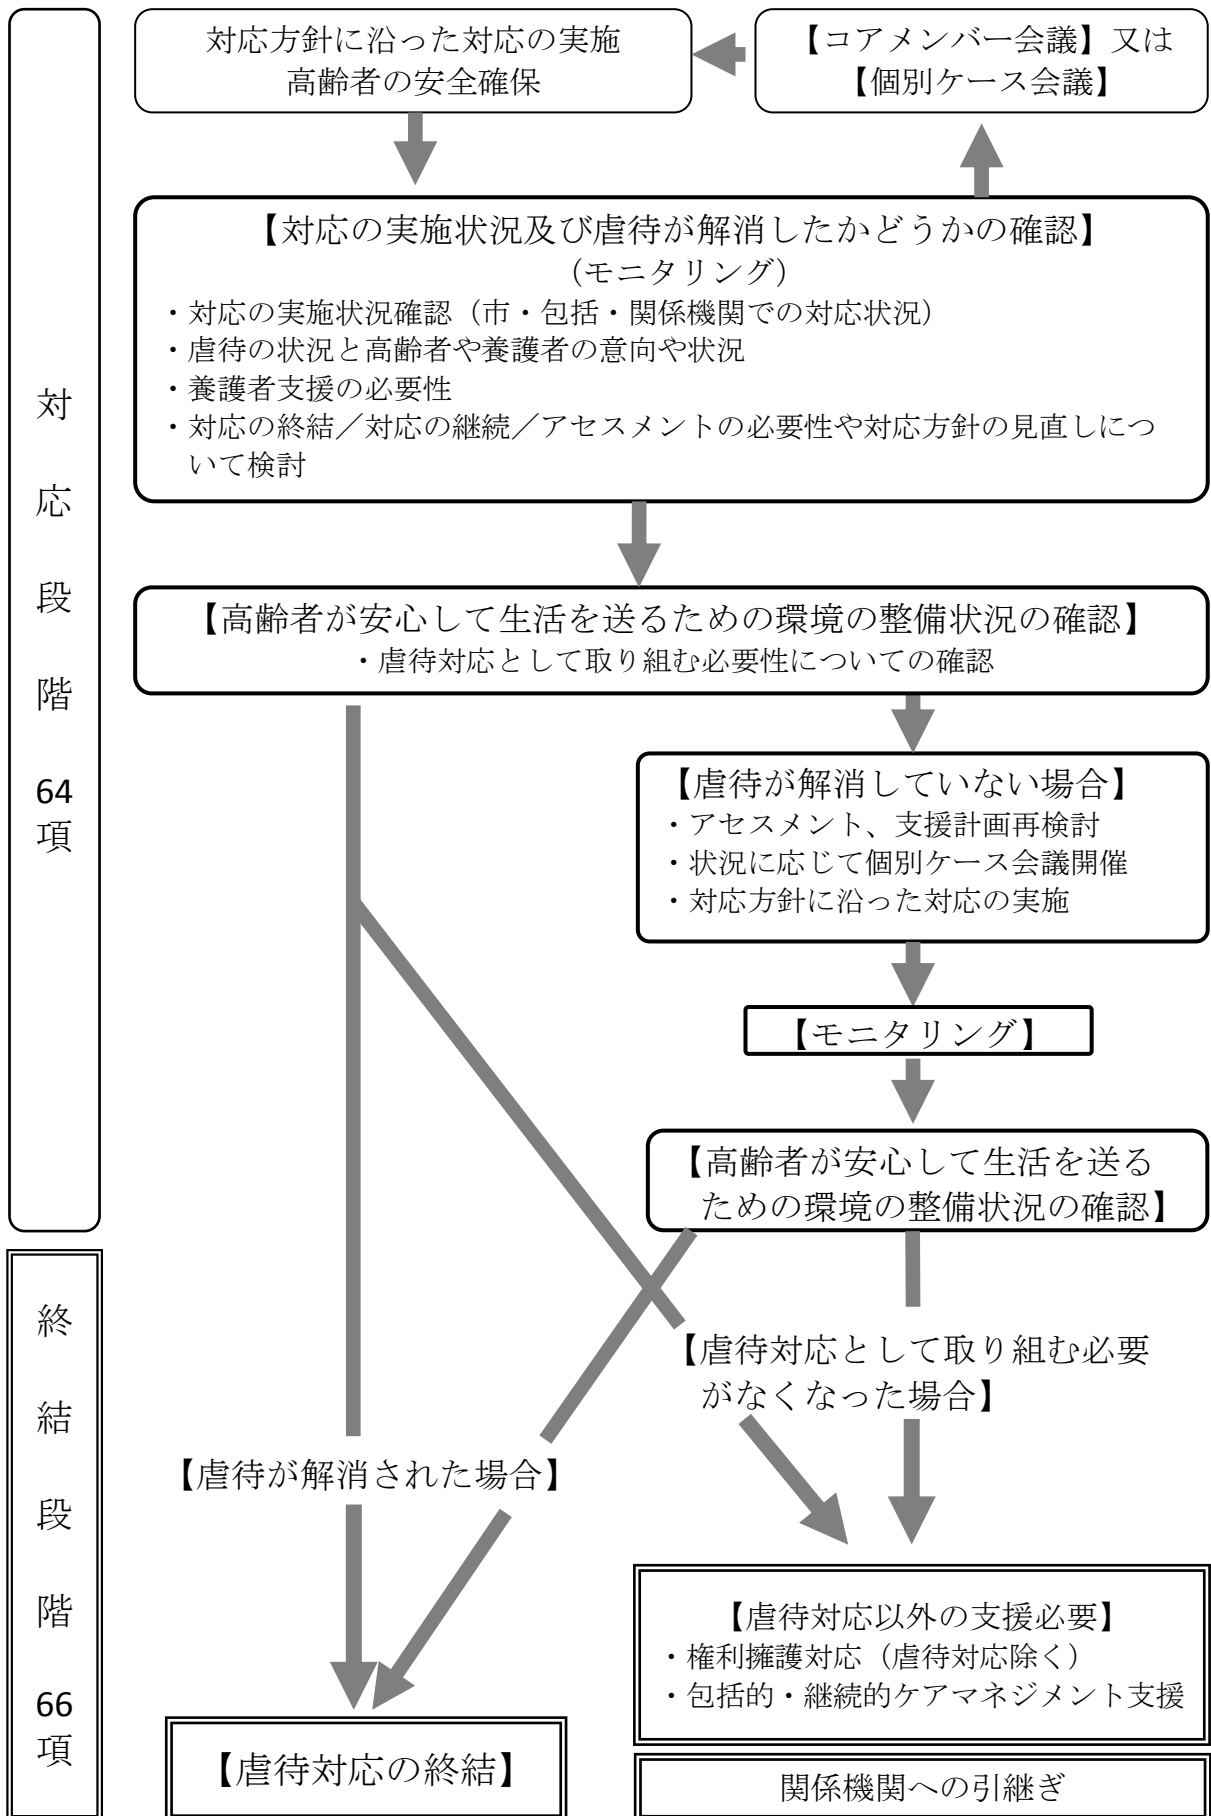 対応方針に沿った対応の実施
高齢者の安全確保
【コアメンバー会議】又は
【個別ケース会議】
【対応の実施状況及び虐待が解消したかどうかの確認】
（モニタリング）
・対応の実施状況確認（市・包括・関係機関での対応状況）
・虐待の状況と高齢者や養護者の意向や状況
・養護者支援の必要性
・対応の終結／対応の継続／アセスメントの必要性や対応方針の見直しにつ
いて検討
対
応
段
階
64
項
【高齢者が安心して生活を送るための環境の整備状況の確認】
・虐待対応として取り組む必要性についての確認
【虐待が解消していない場合】
・アセスメント、支援計画再検討
・状況に応じて個別ケース会議開催
・対応方針に沿った対応の実施
【モニタリング】
【高齢者が安心して生活を送る
ための環境の整備状況の確認】
終
結
段
階
66
項
【虐待対応として取り組む必要
がなくなった場合】
【虐待が解消された場合】
【虐待対応以外の支援必要】
・権利擁護対応（虐待対応除く）
・包括的・継続的ケアマネジメント支援
【虐待対応の終結】
関係機関への引継ぎ